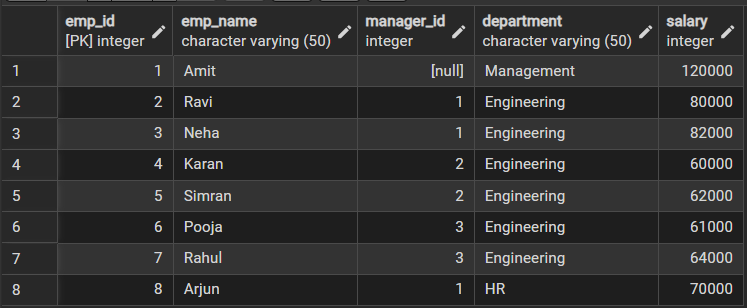 emp_id emp_name manager_id department salary
[PK] integer character varying (50) integer character varying (50) integer
1 1 Amit [null] Management 120000
2 2 Ravi 1 Engineering 80000
3 3 Neha 1 Engineering 82000
4 4 Karan 2 Engineering 60000
5 5 Simran 2 Engineering 62000
6 6 Pooja 3 Engineering 61000
7 7 Rahul 3 Engineering 64000
8 8 Arjun 1 HR 70000